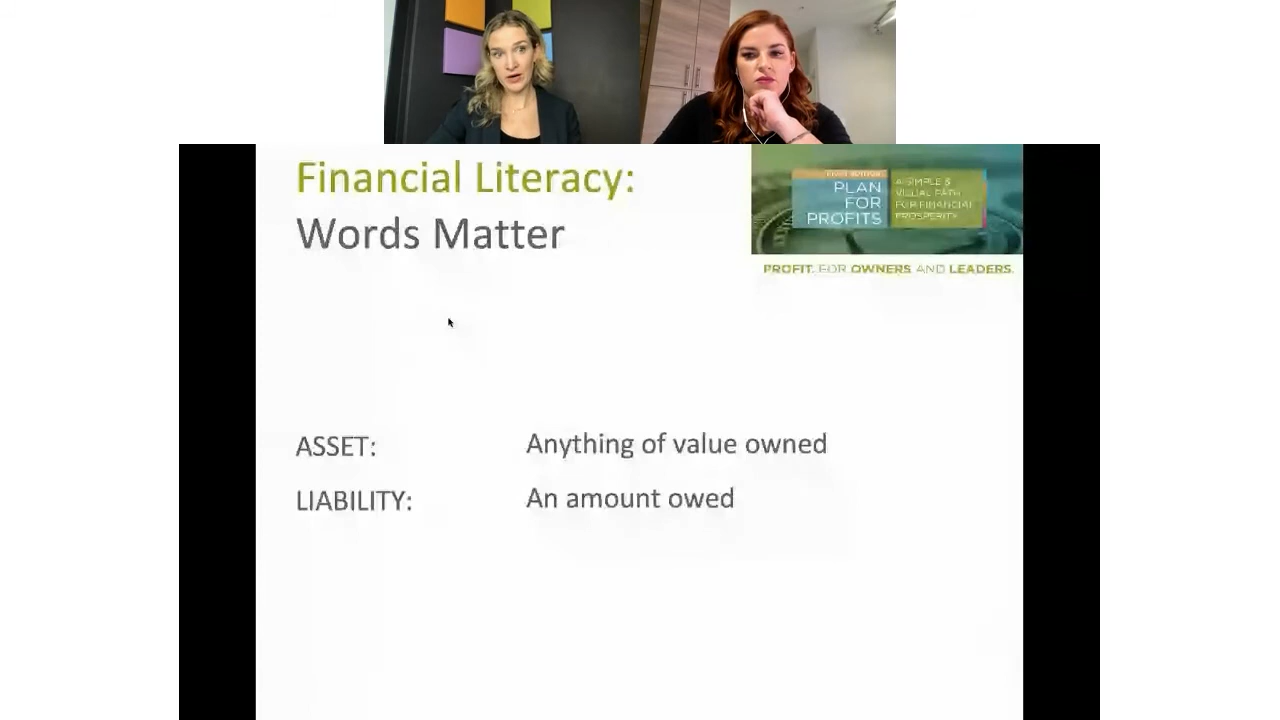 Financial Literacy:
Words Matter
PLAN
FOR
PROFITS
A SIMPLE &
VISUAL PATH
FOR FINANCIAL
PROSPERITY
PROFIT. FOR OWNERS AND LEADERS.
ASSET: Anything of value owned
LIABILITY: An amount owed